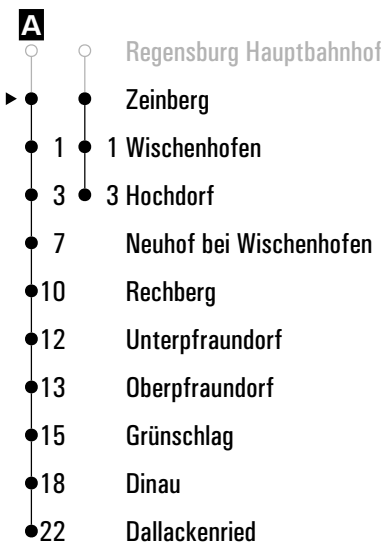 A
Regensburg Hauptbahnhof
Zeinberg
1 1 Wischenhofen
3 3 Hochdorf
7 Neuhof bei Wischenhofen
10 Rechberg
12 Unterpfraundorf
13 Oberpfraundorf
15 Grünschlag
18 Dinau
22 Dallackenried